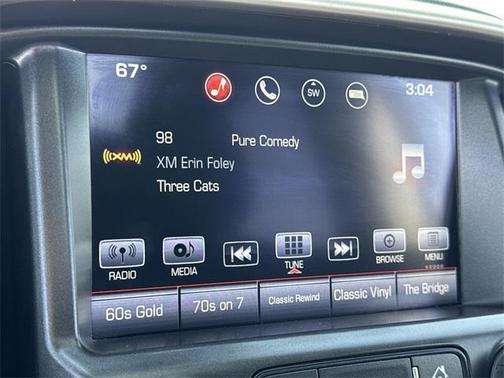 67°
SW
3:04
98 Pure Comedy
((XM))
XM Erin Foley
Three Cats
RADIO MEDIA TUNE BROWSE MENU
60s Gold 70s on 7 Classic Rewind Classic Vinyl The Bridge